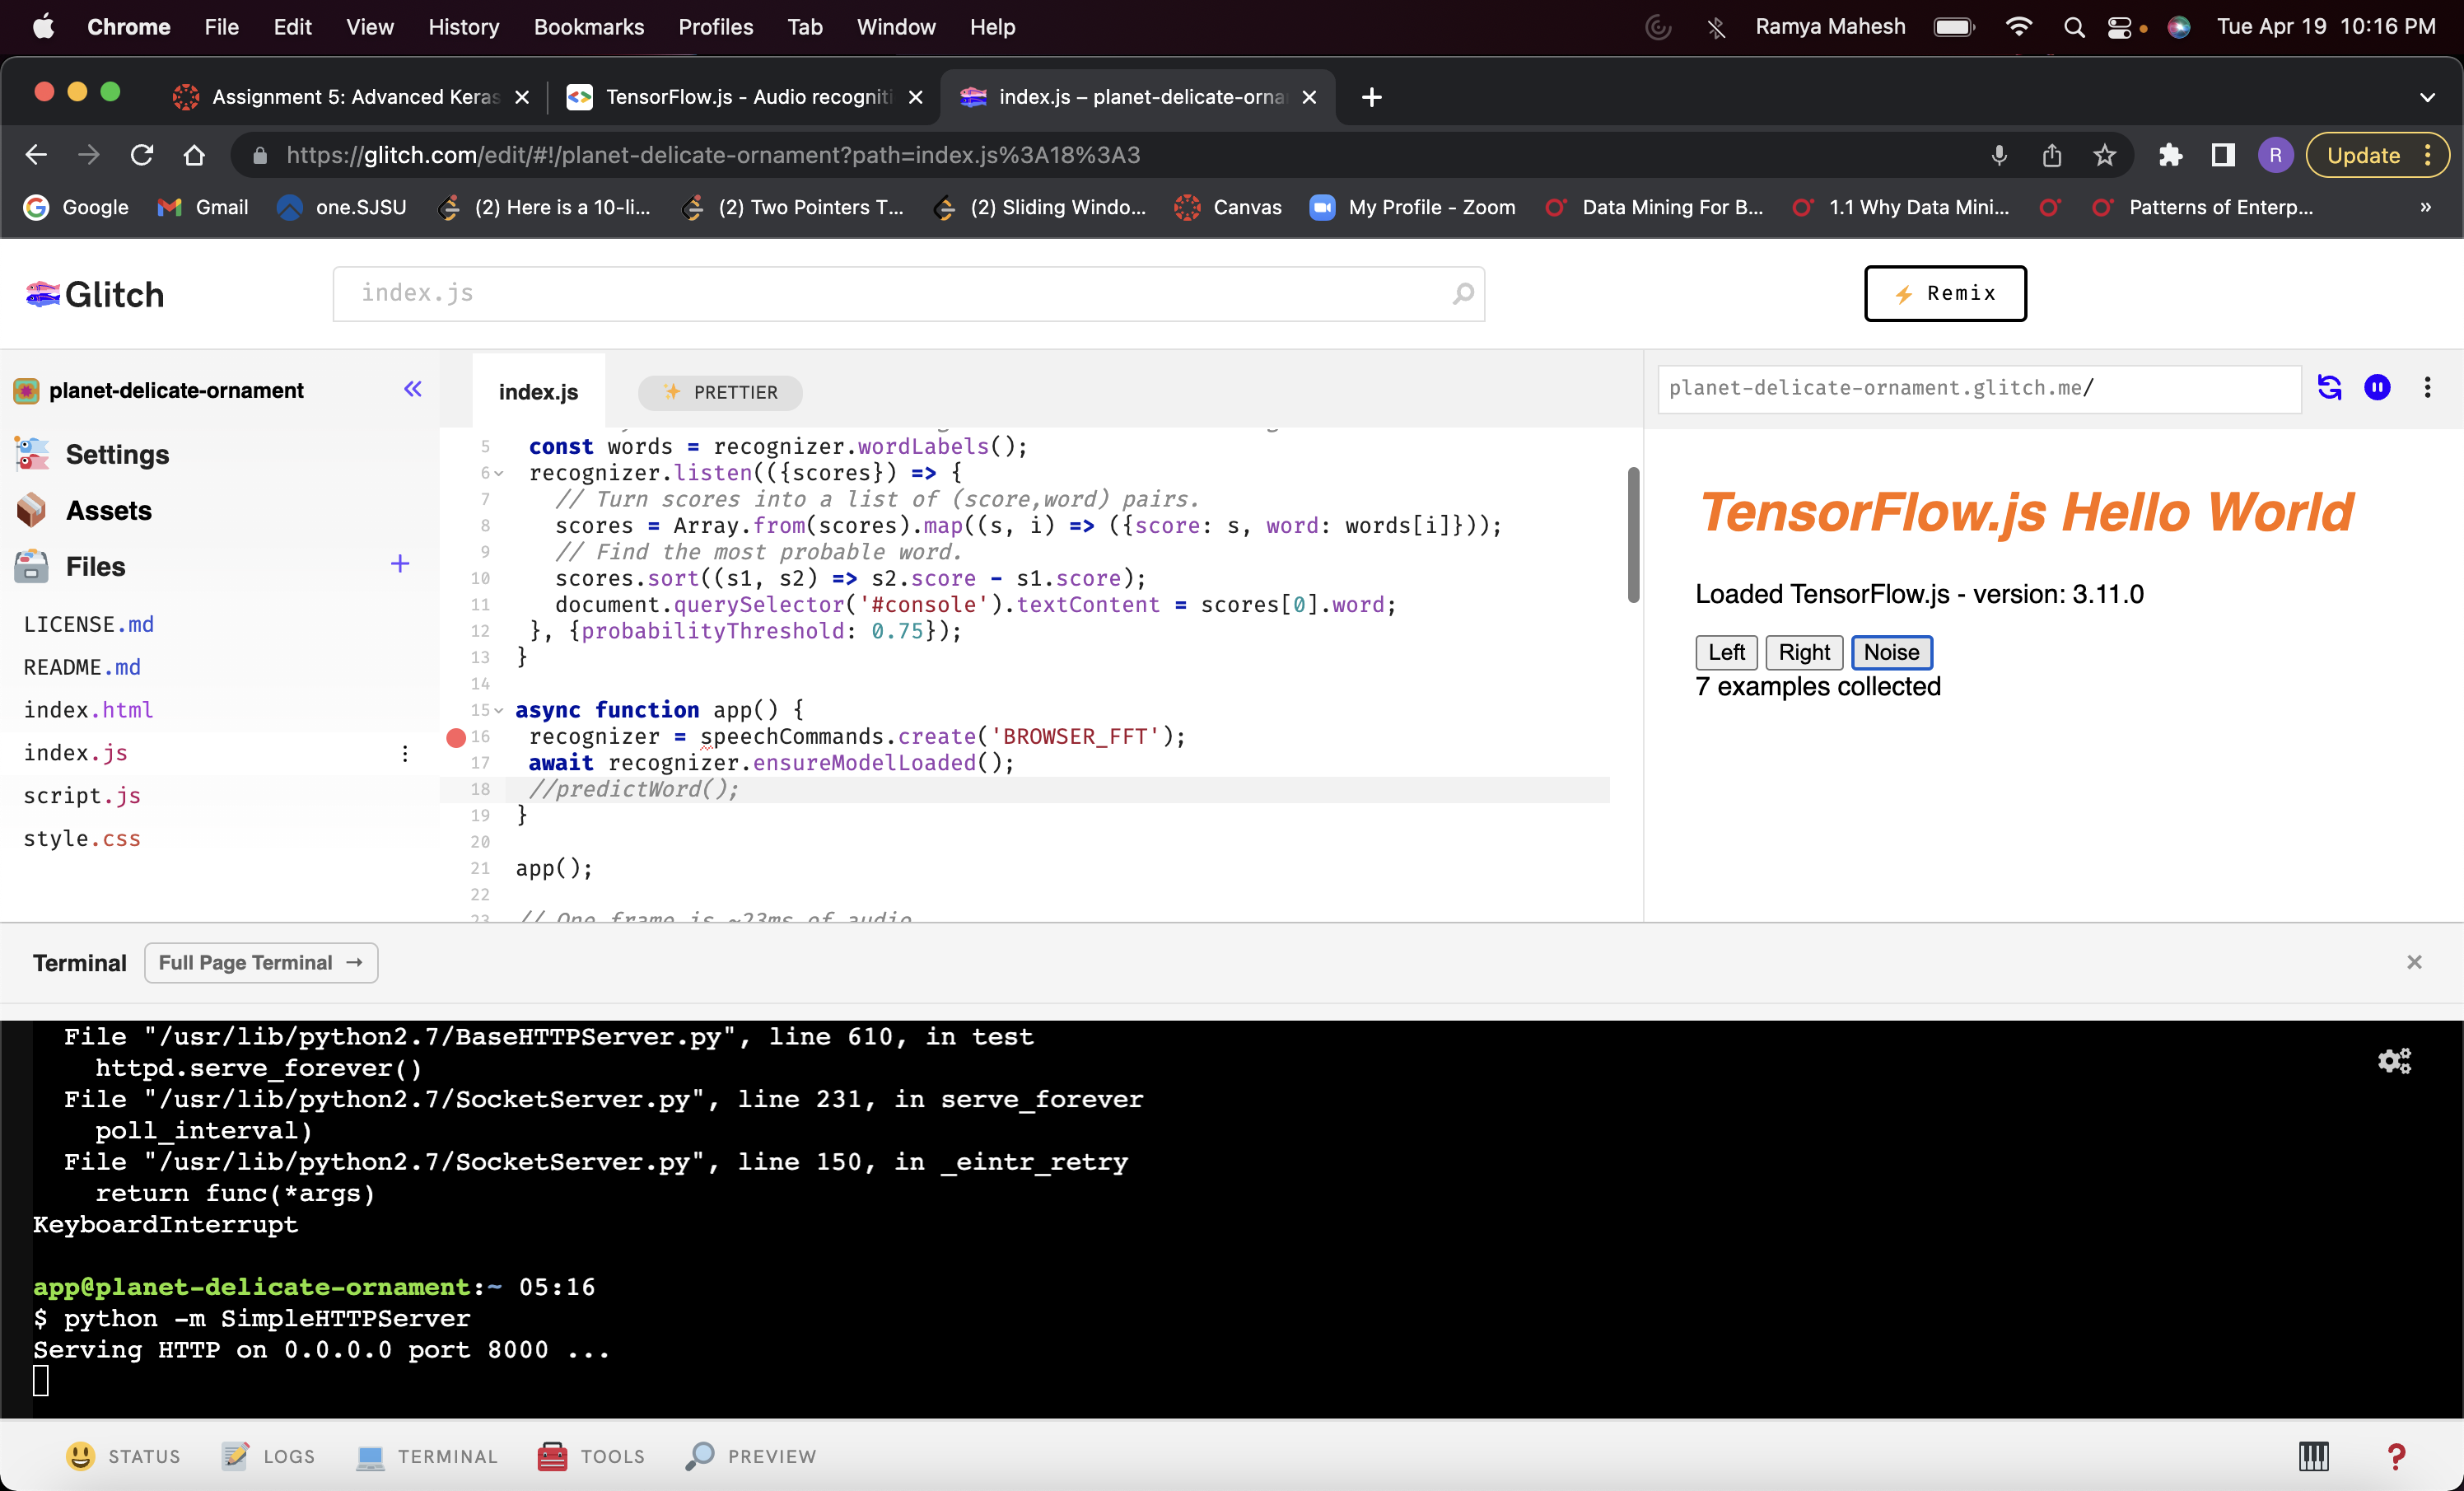 Chrome File Edit View History Bookmarks Profiles Tab Window Help Ramya Mahesh Tue Apr 19 10:16 PM
Assignment 5: Advanced Keras TensorFlow.js - Audio recogniti index.js – planet-delicate-orna
https://glitch.com/edit/#!/planet-delicate-ornament?path=index.js%3A18%3A3 R Update
Google Gmail one.SJSU (2) Here is a 10-li... (2) Two Pointers T... (2) Sliding Windo... Canvas My Profile - Zoom Data Mining For B... 1.1 Why Data Mini... Patterns of Enterp... »
Glitch index.js Remix
planet-delicate-ornament
Settings
Assets
Files
LICENSE.md
README.md
index.html
index.js
script.js
style.css
index.js PRETTIER
5 const words = recognizer.wordLabels();
6 recognizer.listen(({scores}) => {
7 // Turn scores into a list of (score,word) pairs.
8 scores = Array.from(scores).map((s, i) => ({score: s, word: words[i]}));
9 // Find the most probable word.
10 scores.sort((s1, s2) => s2.score - s1.score);
11 document.querySelector('#console').textContent = scores[0].word;
12 }, {probabilityThreshold: 0.75});
13 }
14
15 async function app() {
16 recognizer = speechCommands.create('BROWSER_FFT');
17 await recognizer.ensureModelLoaded();
18 //predictWord();
19 }
20
21 app();
22
23 // One frame is ~23ms of audio
planet-delicate-ornament.glitch.me/
TensorFlow.js Hello World
Loaded TensorFlow.js - version: 3.11.0
Left Right Noise
7 examples collected
Terminal Full Page Terminal →
File "/usr/lib/python2.7/BaseHTTPServer.py", line 610, in test
httpd.serve_forever()
File "/usr/lib/python2.7/SocketServer.py", line 231, in serve_forever
poll_interval)
File "/usr/lib/python2.7/SocketServer.py", line 150, in _eintr_retry
return func(*args)
KeyboardInterrupt
app@planet-delicate-ornament:~ 05:16
$ python -m SimpleHTTPServer
Serving HTTP on 0.0.0.0 port 8000 ...
STATUS LOGS TERMINAL TOOLS PREVIEW ?